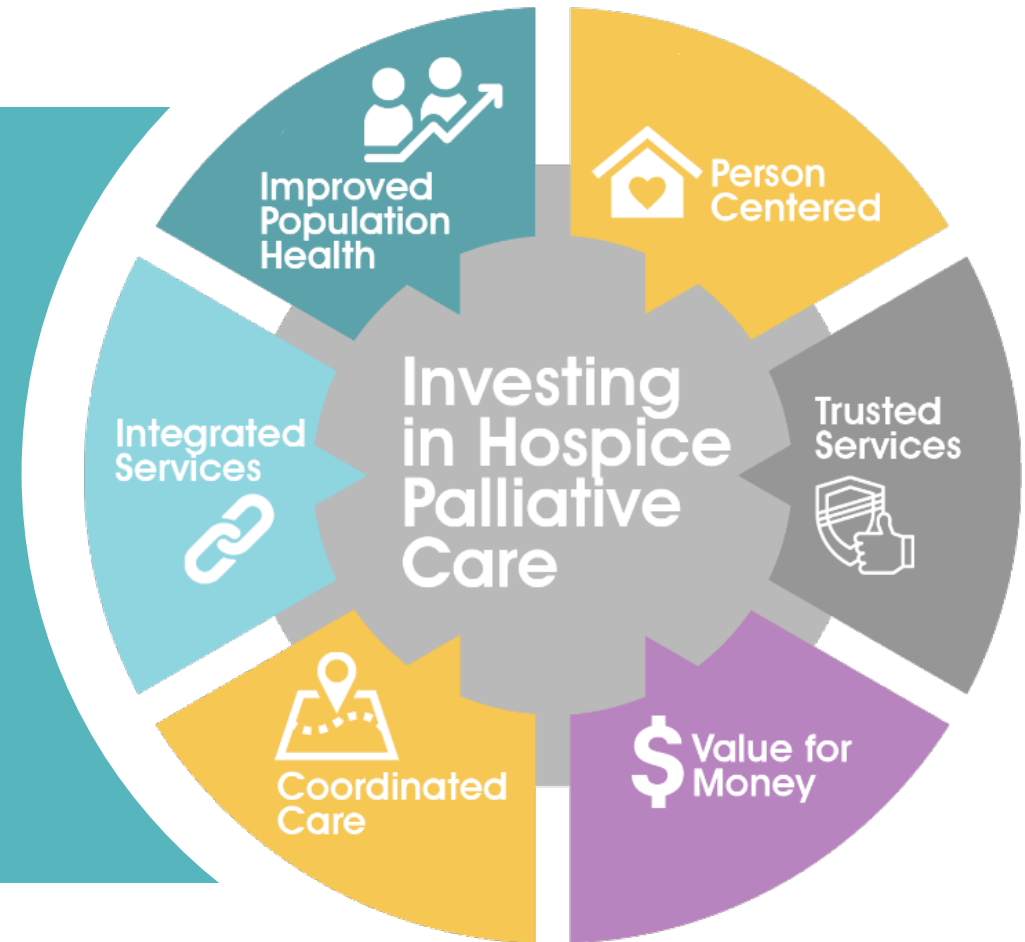 Improved
Population
Health
Person
Centered
Integrated
Services
Investing
in Hospice
Palliative
Care
Trusted
Services
Coordinated
Care
$ Value for
Money